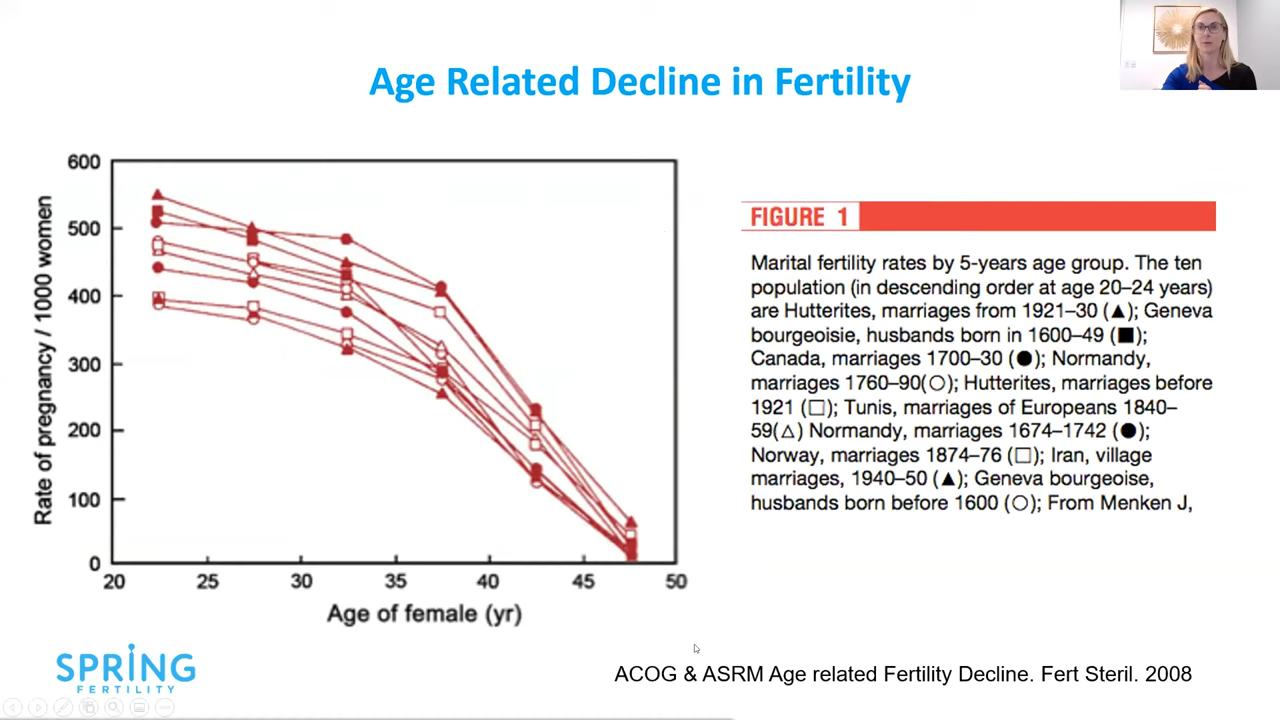 Age Related Decline in Fertility
600
500
400
300
200
100
0
20 25 30 35 40 45 50
Rate of pregnancy / 1000 women
Age of female (yr)
FIGURE 1
Marital fertility rates by 5-years age group. The ten
population (in descending order at age 20–24 years)
are Hutterites, marriages from 1921–30 (▲); Geneva
bourgeoisie, husbands born in 1600–49 (■);
Canada, marriages 1700–30 (●); Normandy,
marriages 1760–90(○); Hutterites, marriages before
1921 (□); Tunis, marriages of Europeans 1840–
59(△) Normandy, marriages 1674–1742 (●);
Norway, marriages 1874–76 (□); Iran, village
marriages, 1940–50 (▲); Geneva bourgeoise,
husbands born before 1600 (○); From Menken J,
SPRING
FERTILITY
ACOG & ASRM Age related Fertility Decline. Fert Steril. 2008